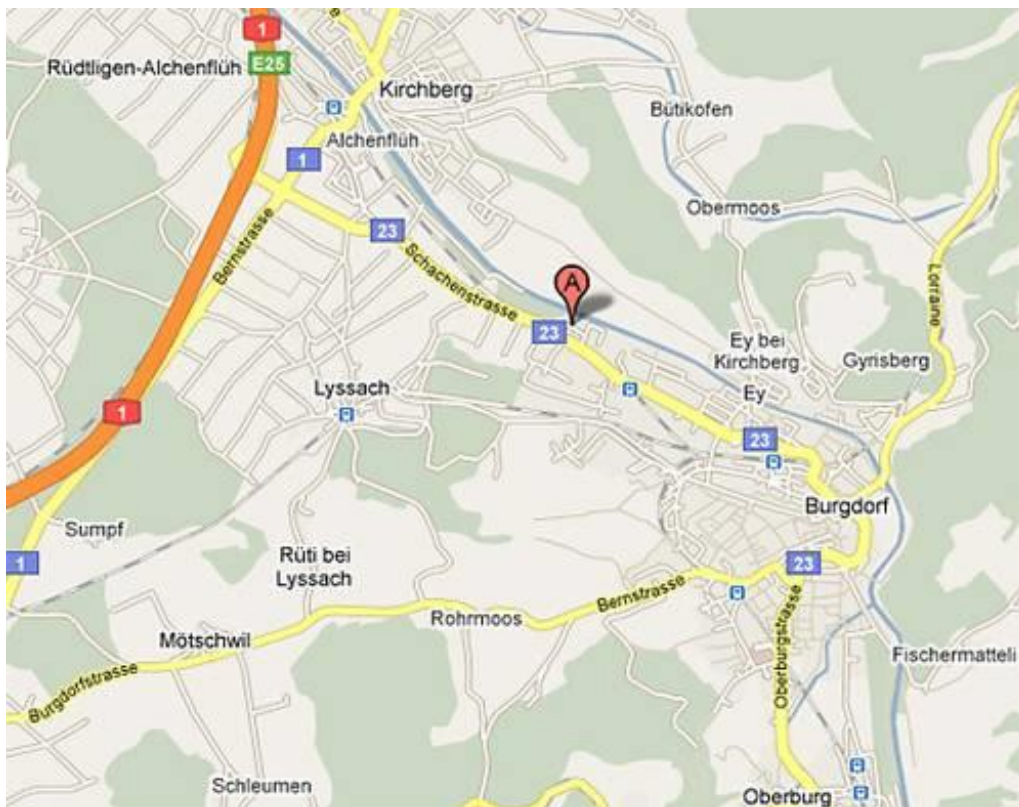 1
Rüdtligen-Alchenflüh
E25
Kirchberg
Bütikofen
Alchenflüh
1
Obermoos
Bernstrasse
23
Schachenstrasse
Lorraine
A
23
Ey bei
Kirchberg
Gyrisberg
Lyssach
Ey
1
23
Burgdorf
Sumpf
Rüti bei
Lyssach
1
23
Bernstrasse
Rohrmoos
Mötschwil
Oberburgstrasse
Fischermatteli
Burgdorfstrasse
Schleumen
Oberburg